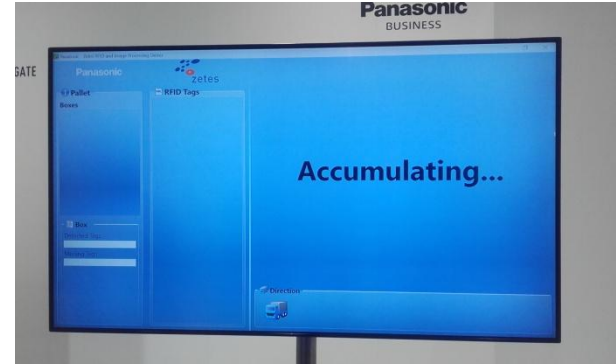 Panasonic
BUSINESS
GATE
Panasonic
zetes
Pallet
RFID Tags
Boxes
Accumulating...
Box
Direction